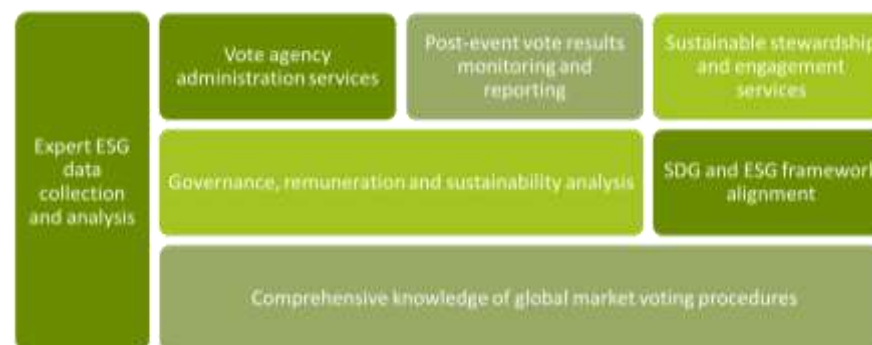 Expert ESG
data
collection
and analysis
Vote agency
administration services
Post-event vote results
monitoring and
reporting
Sustainable stewardship
and engagement
services
Governance, remuneration and sustainability analysis
SDG and ESG framework
alignment
Comprehensive knowledge of global market voting procedures